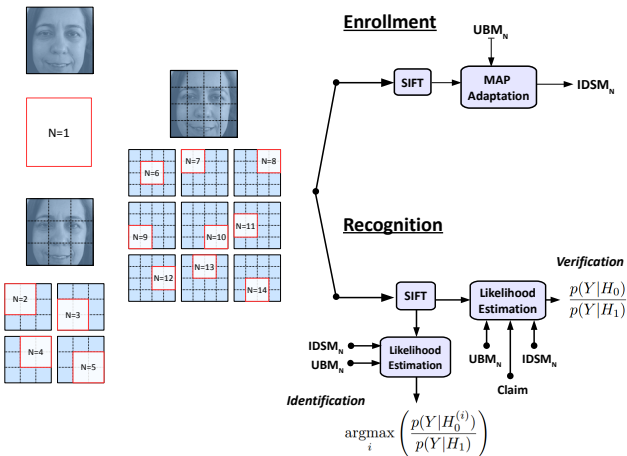 N=1
N=2
N=3
N=4
N=5
N=6
N=7
N=8
N=9
N=10
N=11
N=12
N=13
N=14
Enrollment
UBM_N
SIFT
MAP
Adaptation
IDSM_N
Recognition
Verification
SIFT
Likelihood
Estimation
p(Y|H_0)
p(Y|H_1)
UBM_N
IDSM_N
Claim
IDSM_N
UBM_N
Likelihood
Estimation
Identification
argmax_i ( p(Y|H_0^{(i)}) / p(Y|H_1) )